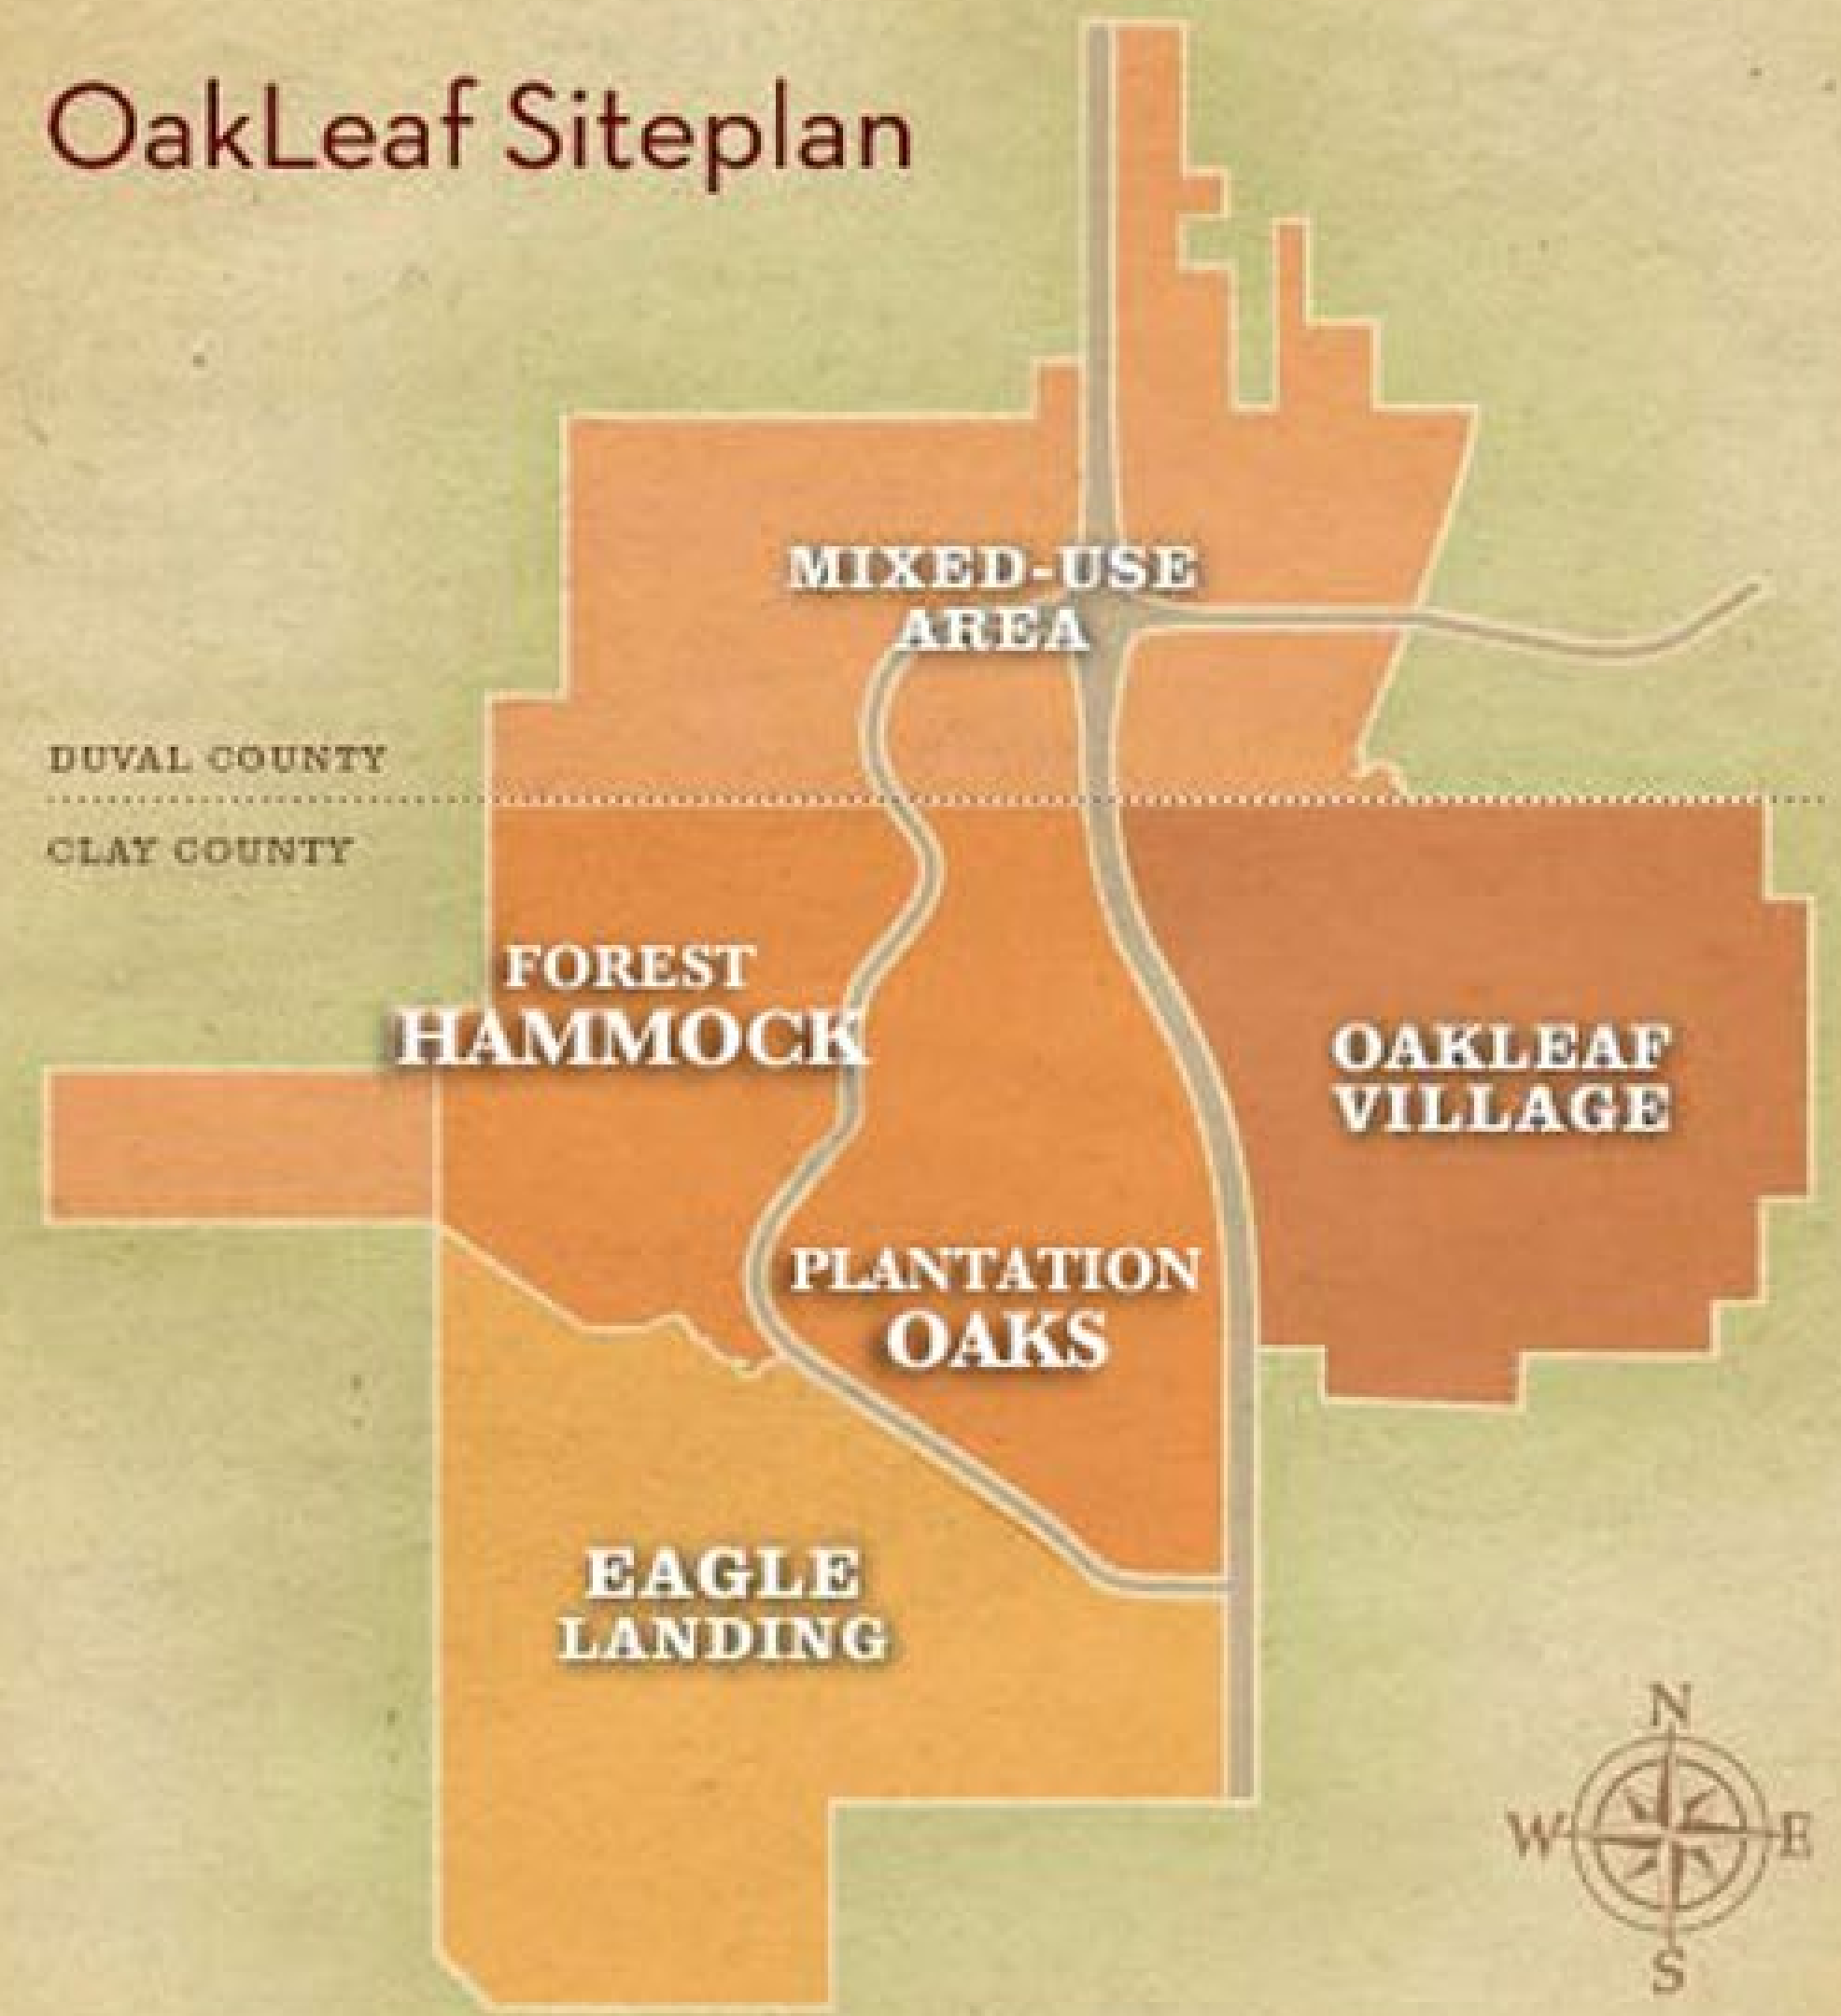 OakLeaf Siteplan
MIXED-USE
AREA
DUVAL COUNTY
CLAY COUNTY
FOREST
HAMMOCK
OAKLEAF
VILLAGE
PLANTATION
OAKS
EAGLE
LANDING
N
W E
S